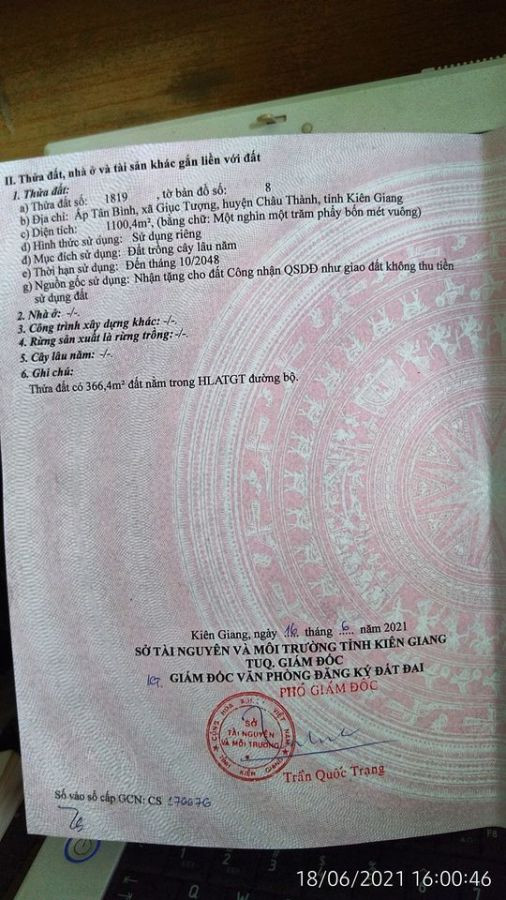 II. Thửa đất, nhà ở và tài sản khác gắn liền với đất
1. Thửa đất:
a) Thửa đất số: 1819 , tờ bản đồ số: 8
b) Địa chỉ: Ấp Tân Bình, xã Giục Tượng, huyện Châu Thành, tỉnh Kiên Giang
c) Diện tích: 1100,4m², (bằng chữ: Một nghìn một trăm phẩy bốn mét vuông)
d) Hình thức sử dụng: Sử dụng riêng
đ) Mục đích sử dụng: Đất trồng cây lâu năm
e) Thời hạn sử dụng: Đến tháng 10/2048
g) Nguồn gốc sử dụng: Nhận tặng cho đất Công nhận QSDĐ như giao đất không thu tiền
sử dụng đất
2. Nhà ở: -/-.
3. Công trình xây dựng khác: -/-.
4. Rừng sản xuất là rừng trồng: -/-.
5. Cây lâu năm: -/-.
6. Ghi chú:
Thửa đất có 366,4m² đất nằm trong HLATGT đường bộ.
Kiên Giang, ngày 16 tháng 6 năm 2021
SỞ TÀI NGUYÊN VÀ MÔI TRƯỜNG TỈNH KIÊN GIANG
TUQ. GIÁM ĐỐC
KT. GIÁM ĐỐC VĂN PHÒNG ĐĂNG KÝ ĐẤT ĐAI
PHÓ GIÁM ĐỐC
SỞ
TÀI NGUYÊN
VÀ MÔI TRƯỜNG
TỈNH KIÊN GIANG
Trần Quốc Trạng
Số vào sổ cấp GCN: CS 17007G
F8
1 2 3
Q W
18/06/2021 16:00:46